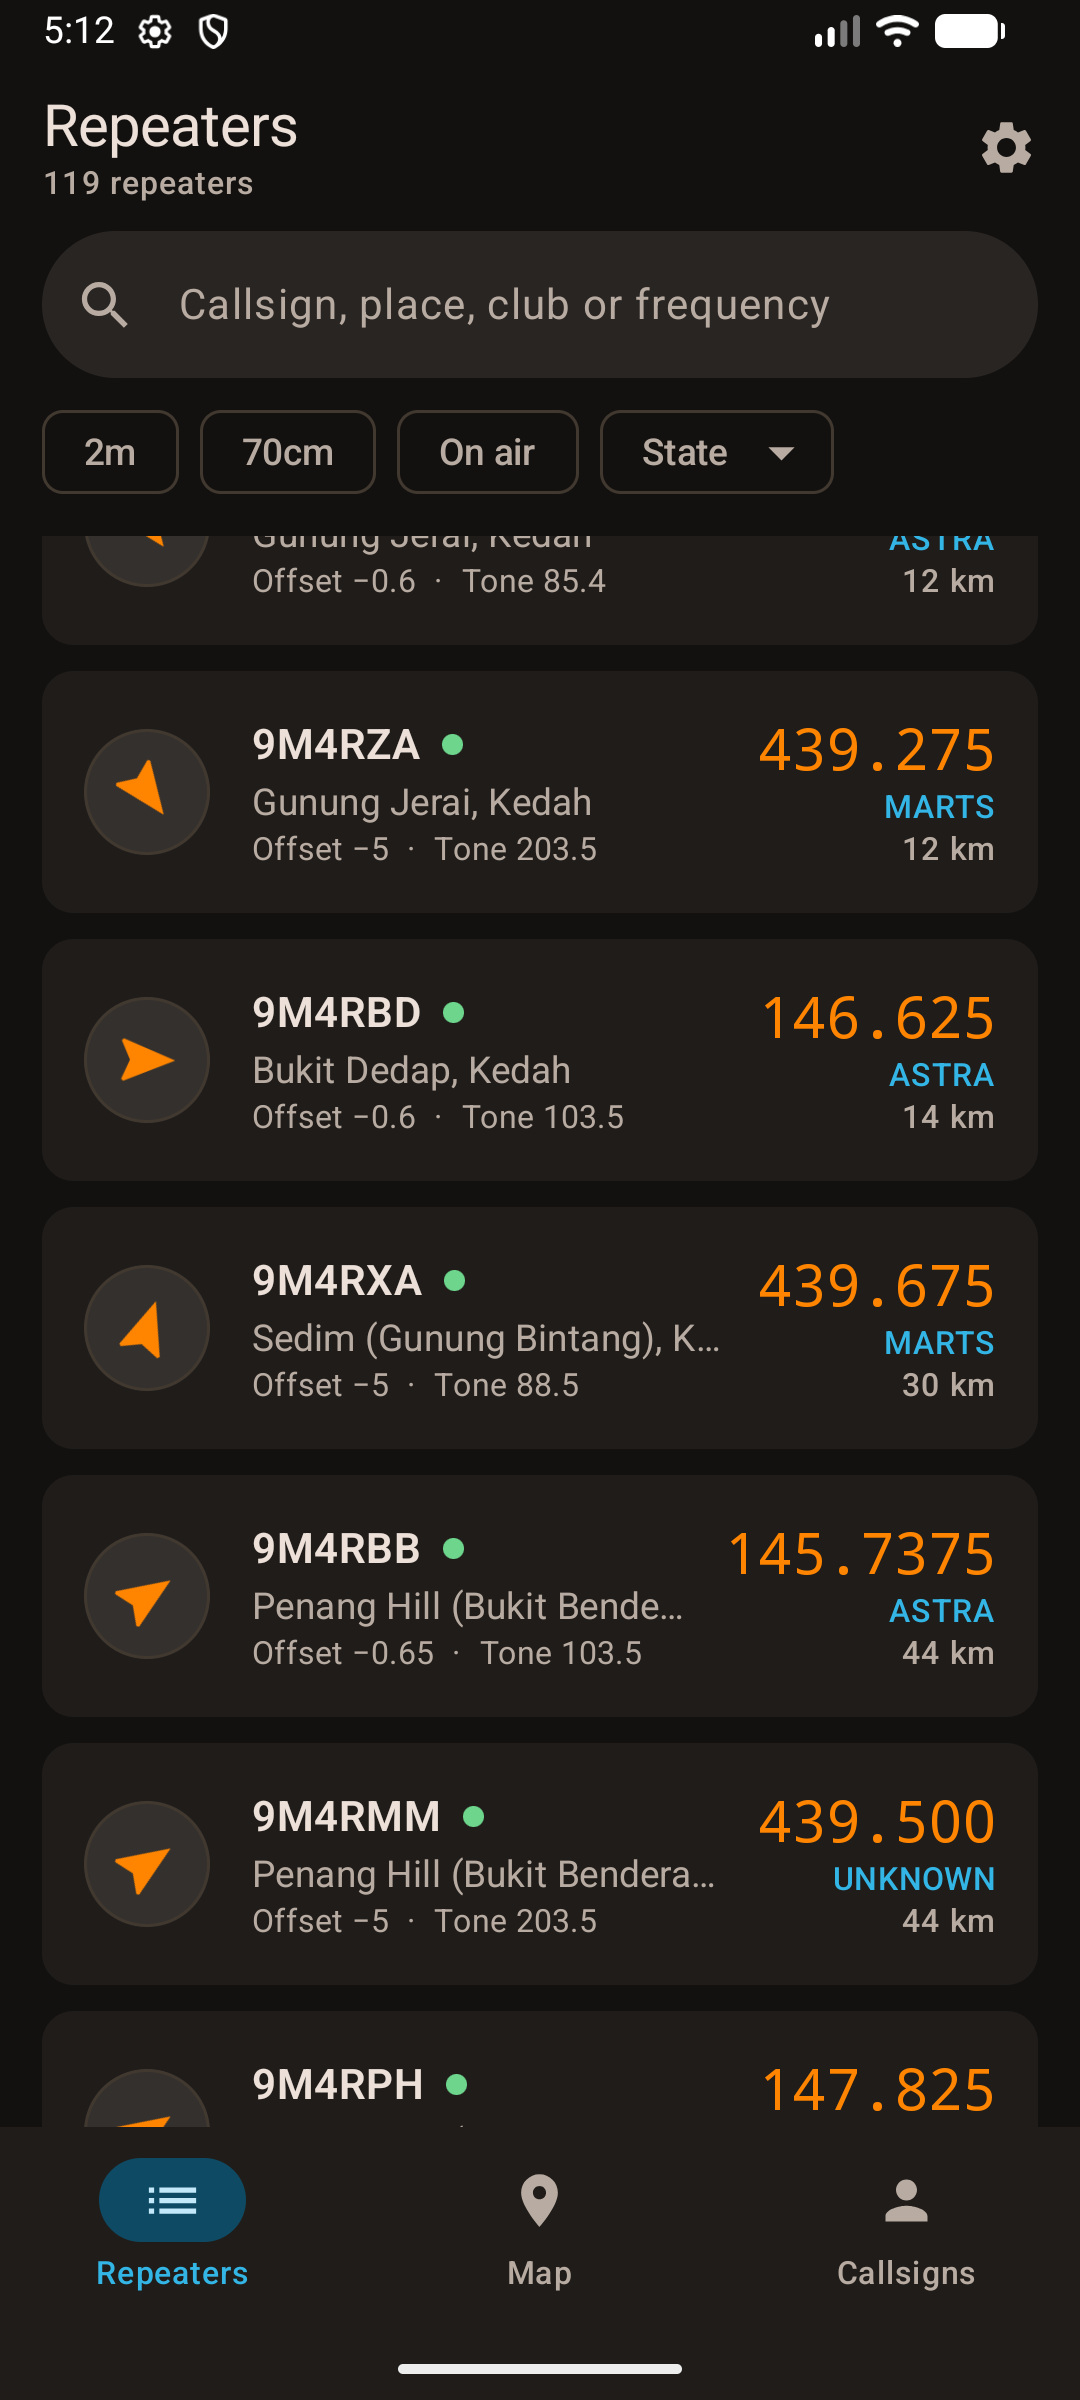 5:12
Repeaters
119 repeaters
Callsign, place, club or frequency
2m
70cm
On air
State
Gunung Jerai, Kedah
ASTRA
Offset −0.6 · Tone 85.4
12 km
9M4RZA
439.275
Gunung Jerai, Kedah
MARTS
Offset −5 · Tone 203.5
12 km
9M4RBD
146.625
Bukit Dedap, Kedah
ASTRA
Offset −0.6 · Tone 103.5
14 km
9M4RXA
439.675
Sedim (Gunung Bintang), K...
MARTS
Offset −5 · Tone 88.5
30 km
9M4RBB
145.7375
Penang Hill (Bukit Bende...
ASTRA
Offset −0.65 · Tone 103.5
44 km
9M4RMM
439.500
Penang Hill (Bukit Bendera...
UNKNOWN
Offset −5 · Tone 203.5
44 km
9M4RPH
147.825
Repeaters
Map
Callsigns